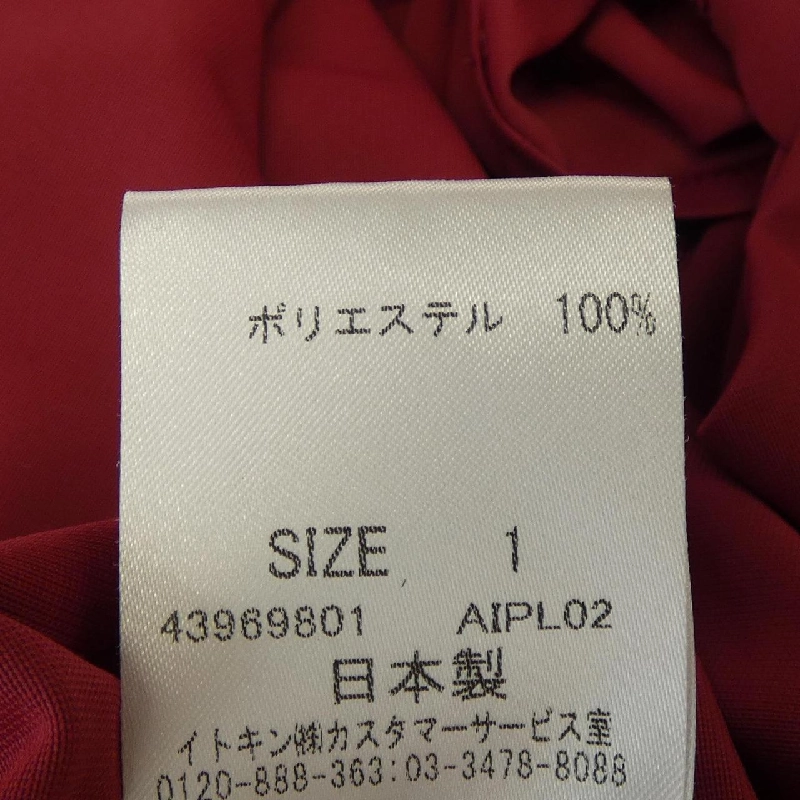 ポリエステル 100%
SIZE 1
43969801 AIPL02
日本製
イトキン㈱カスタマーサービス室
0120-888-363:03-3478-8088